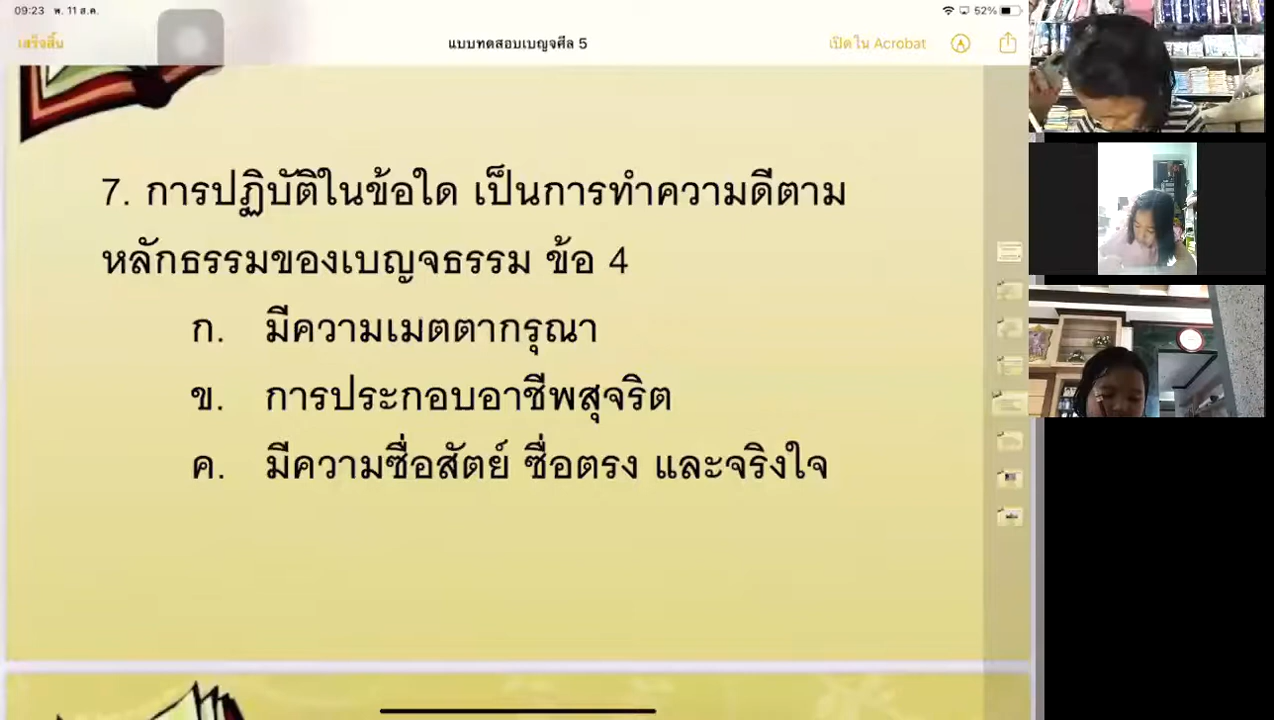 09:23 พ. 11 ส.ค.
52%
เสร็จสิ้น
แบบทดสอบเบญจศีล 5
เปิดใน Acrobat
7. การปฏิบัติในข้อใด เป็นการทำความดีตาม
หลักธรรมของเบญจธรรม ข้อ 4
ก. มีความเมตตากรุณา
ข. การประกอบอาชีพสุจริต
ค. มีความซื่อสัตย์ ซื่อตรง และจริงใจ